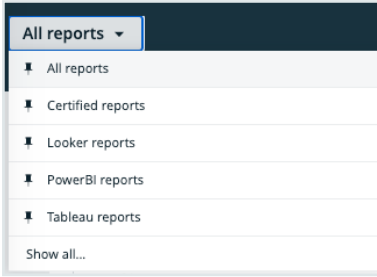 All reports
All reports
Certified reports
Looker reports
PowerBI reports
Tableau reports
Show all...